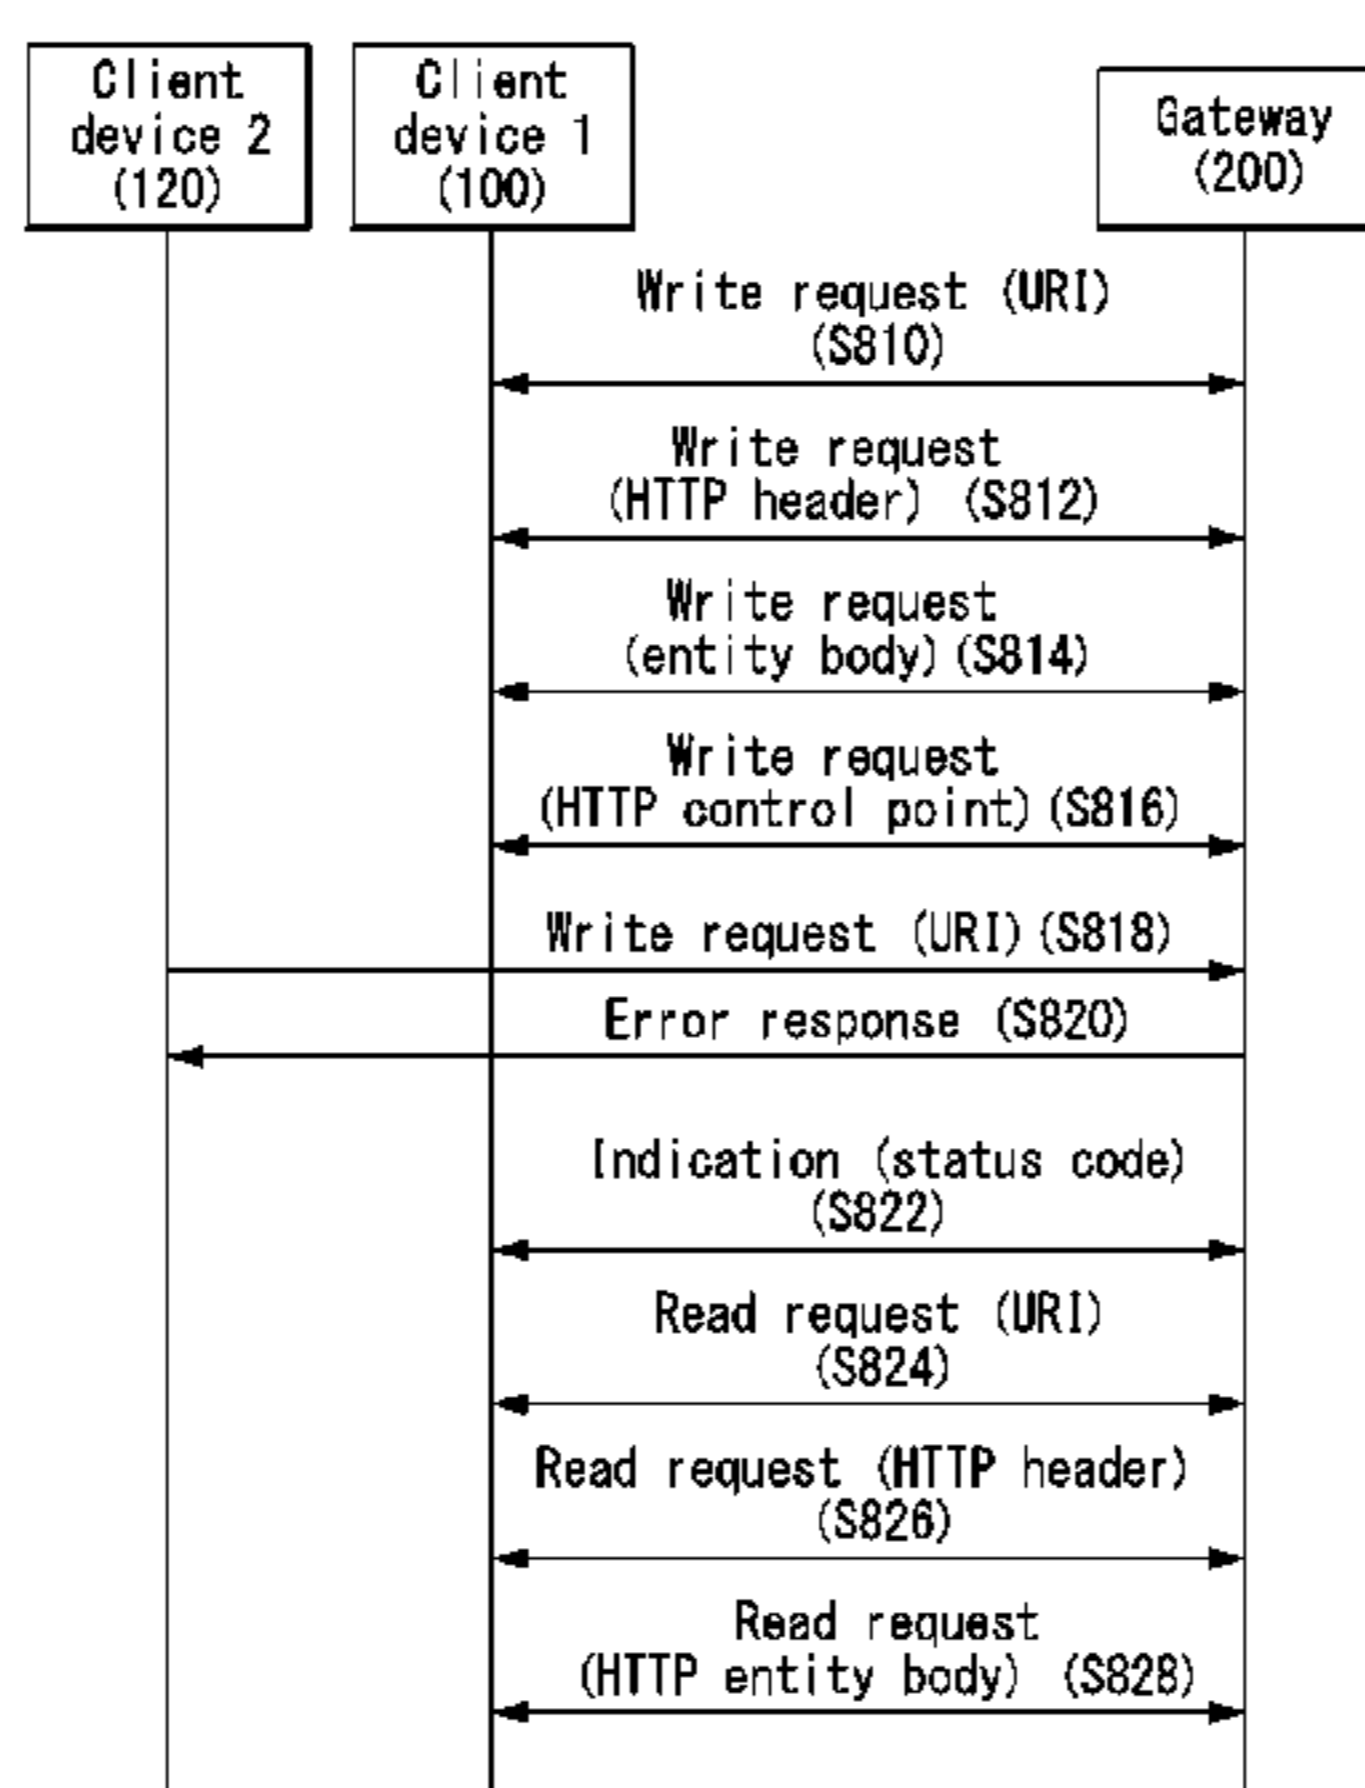 Client
device 2
(120)
Client
device 1
(100)
Gateway
(200)
Write request (URI)
(S810)
Write request
(HTTP header) (S812)
Write request
(entity body) (S814)
Write request
(HTTP control point) (S816)
Write request (URI) (S818)
Error response (S820)
Indication (status code)
(S822)
Read request (URI)
(S824)
Read request (HTTP header)
(S826)
Read request
(HTTP entity body) (S828)